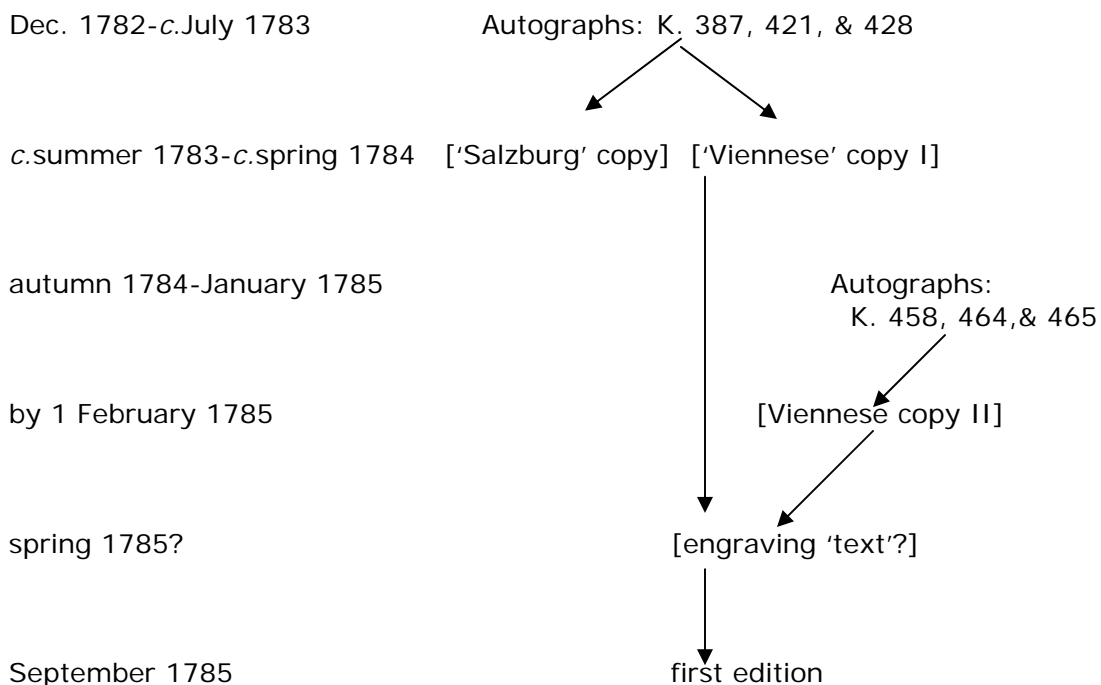 Dec. 1782-c.July 1783 Autographs: K. 387, 421, & 428
c.summer 1783-c.spring 1784 [‘Salzburg’ copy] [‘Viennese’ copy I]
autumn 1784-January 1785 Autographs:
K. 458, 464,& 465
by 1 February 1785 [Viennese copy II]
spring 1785? [engraving ‘text’?]
September 1785 first edition